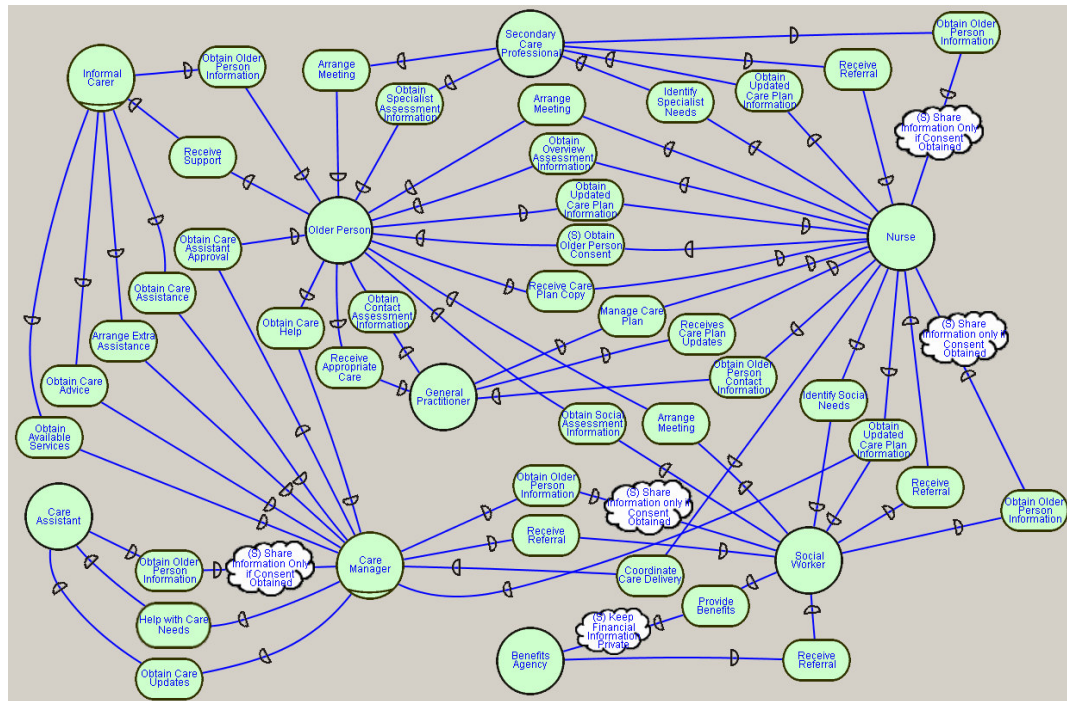 Secondary
Care
Professional
Obtain Older
Person
Information
Informal
Carer
Obtain Older
Person
Information
Arrange
Meeting
Receive
Referral
Obtain
Specialist
Assessment
Information
Arrange
Meeting
Identify
Specialist
Needs
Obtain
Updated
Care Plan
Information
(S) Share
Information Only
if Consent
Obtained
Receive
Support
Obtain
Overview
Assessment
Information
Obtain
Updated
Care Plan
Information
Older Person
Nurse
Obtain Care
Assistant
Approval
(S) Obtain
Older Person
Consent
Obtain Care
Assistance
Receive Care
Plan Copy
Obtain
Contact
Assessment
Information
Manage Care
Plan
Receives
Care Plan
Updates
(S) Share
Information only if
Consent
Obtained
Arrange Extra
Assistance
Obtain Care
Help
Receive
Appropriate
Care
Obtain Care
Advice
General
Practitioner
Obtain Older
Person
Contact
Information
Identify Social
Needs
Obtain
Available
Services
Obtain Social
Assessment
Information
Arrange
Meeting
Obtain
Updated
Care Plan
Information
Receive
Referral
Care
Assistant
Obtain Older
Person
Information
(S) Share
Information only if
Consent
Obtained
Obtain Older
Person
Information
Receive
Referral
Obtain Older
Person
Information
(S) Share
Information Only
if Consent
Obtained
Care
Manager
Coordinate
Care Delivery
Social
Worker
Help with Care
Needs
(S) Keep
Financial
Information
Private
Provide
Benefits
Obtain Care
Updates
Benefits
Agency
Receive
Referral